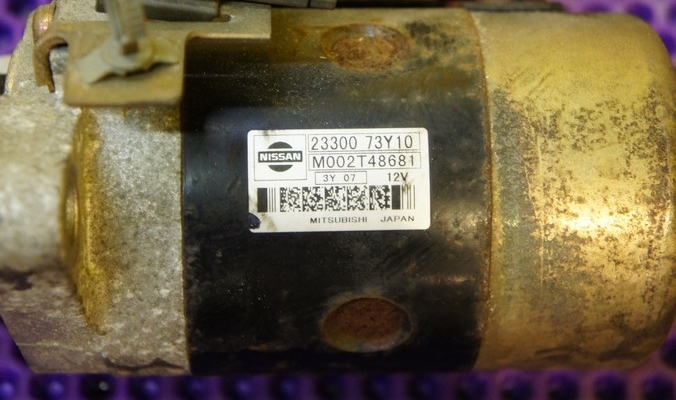 NISSAN
23300 73Y10
M002T48681
3Y 07 12V
MITSUBISHI JAPAN